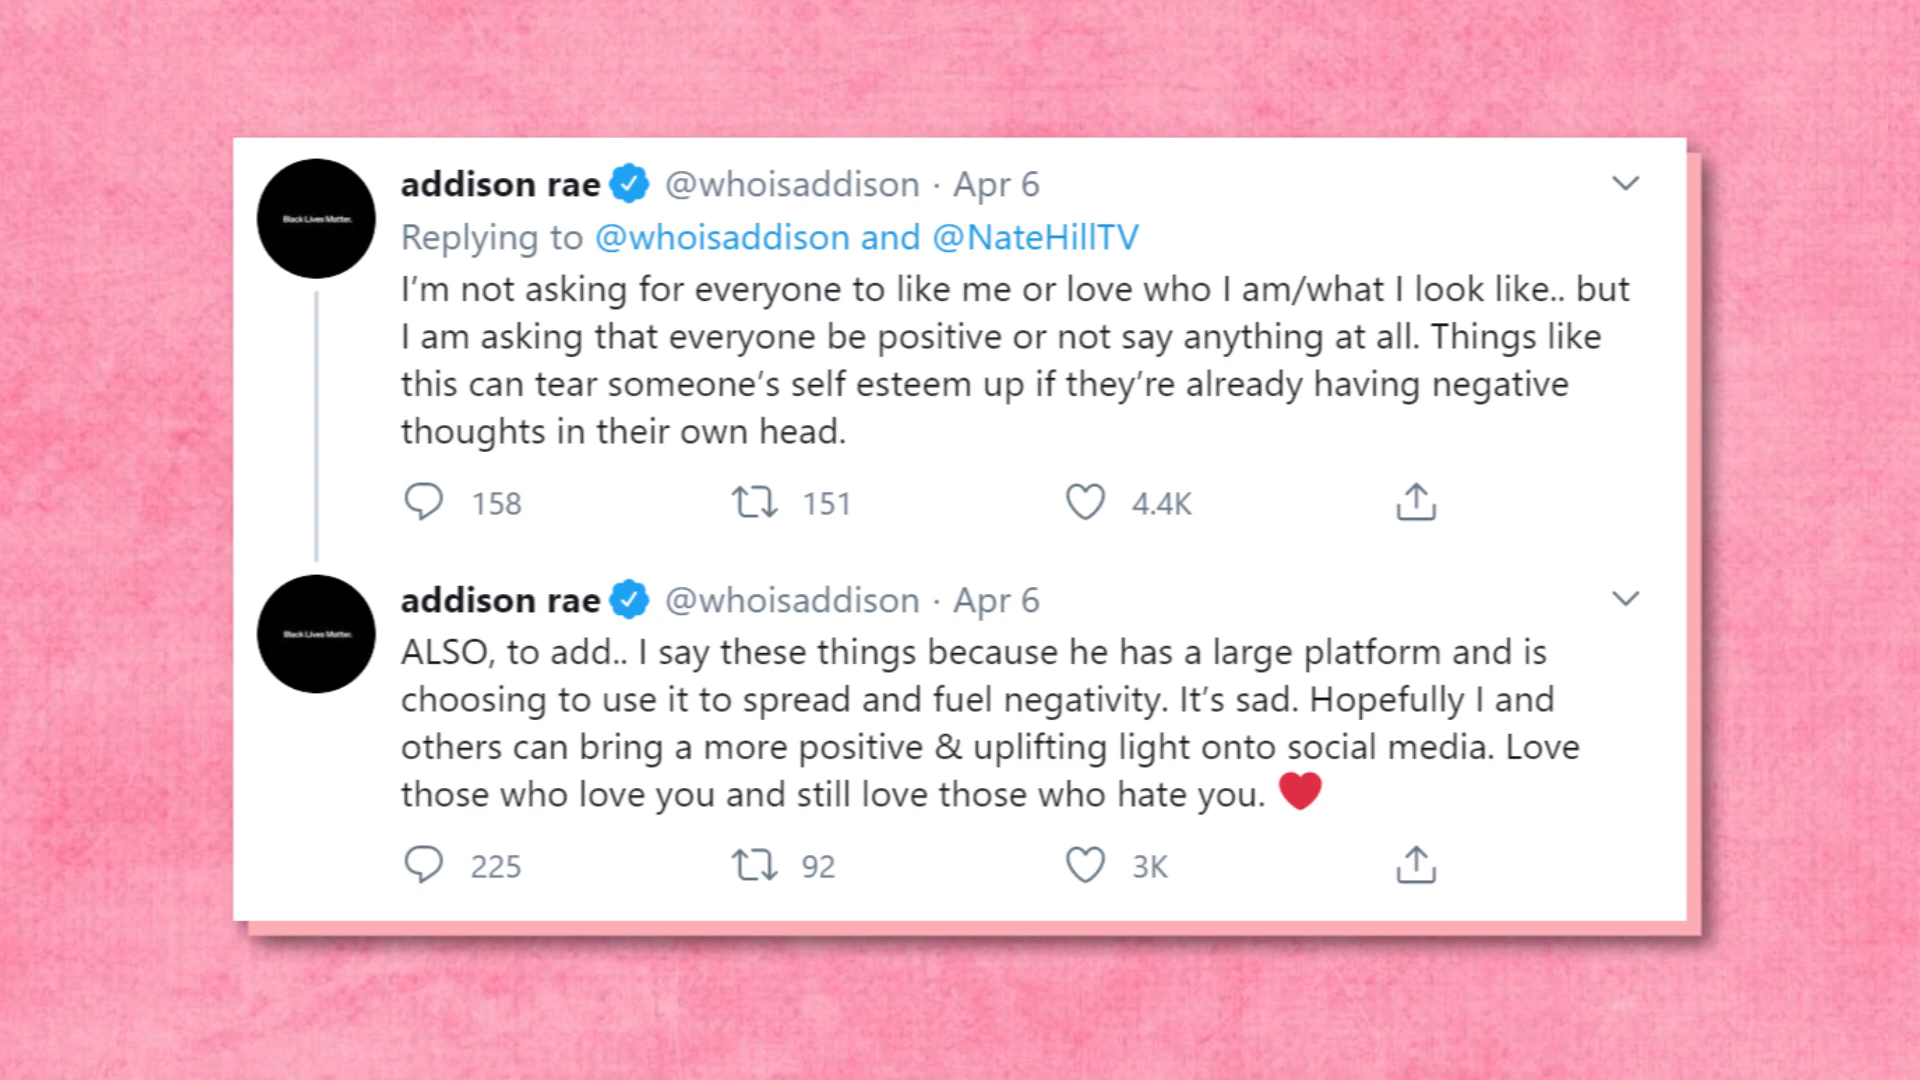 addison rae @whoisaddison · Apr 6
Black Lives Matter.
Replying to @whoisaddison and @NateHillTV
I’m not asking for everyone to like me or love who I am/what I look like.. but
I am asking that everyone be positive or not say anything at all. Things like
this can tear someone’s self esteem up if they’re already having negative
thoughts in their own head.
158 151 4.4K
addison rae @whoisaddison · Apr 6
Black Lives Matter.
ALSO, to add.. I say these things because he has a large platform and is
choosing to use it to spread and fuel negativity. It’s sad. Hopefully I and
others can bring a more positive & uplifting light onto social media. Love
those who love you and still love those who hate you. ❤️
225 92 3K